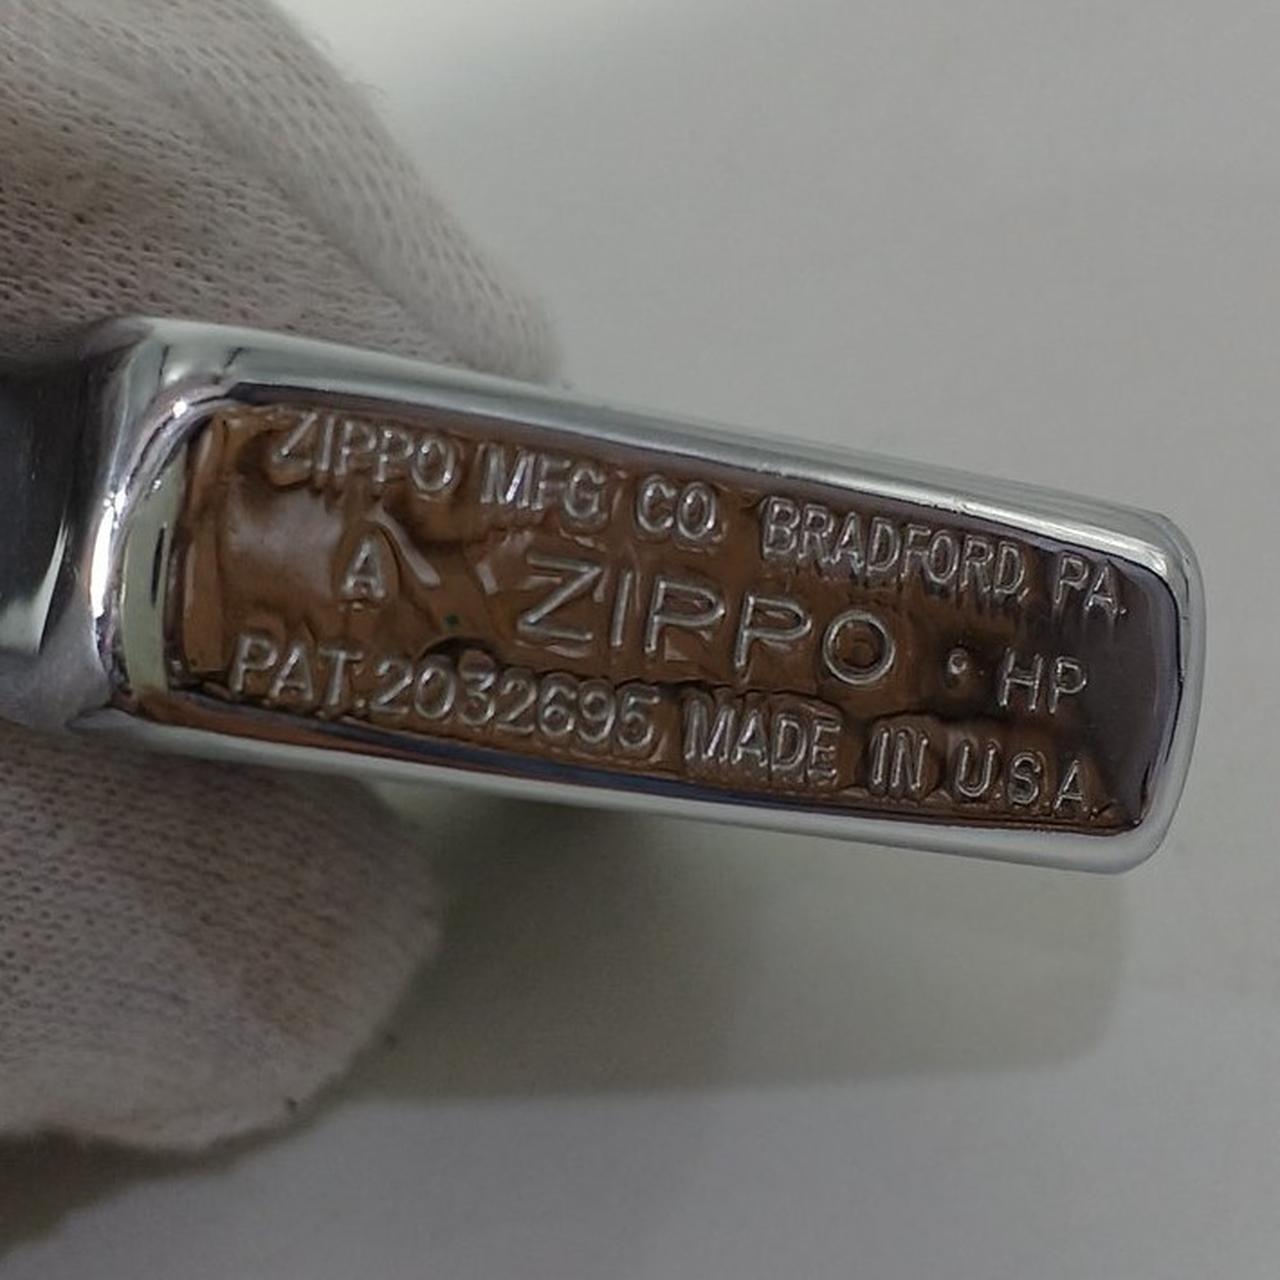 ZIPPO MFG. CO. BRADFORD, PA.
A ZIPPO · HP
PAT.2032695 MADE IN U.S.A.